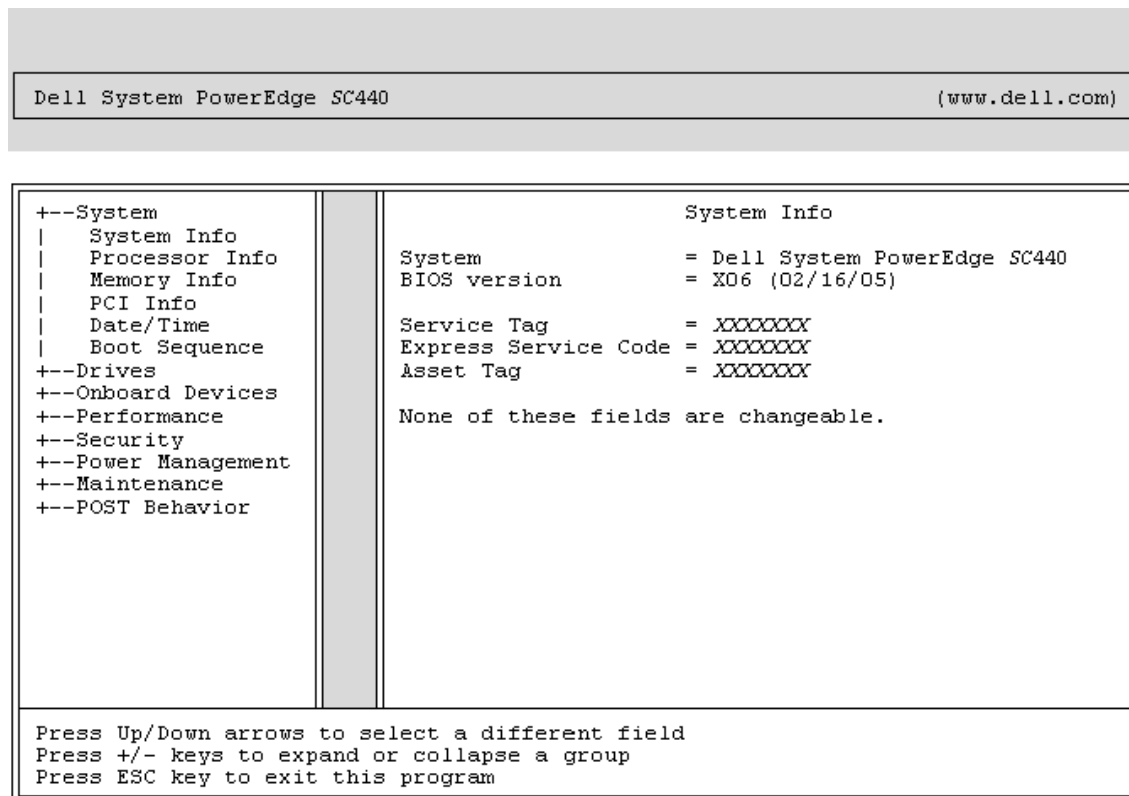 Dell System PowerEdge SC440 (www.dell.com)
+--System
|   System Info
|   Processor Info
|   Memory Info
|   PCI Info
|   Date/Time
|   Boot Sequence
+--Drives
+--Onboard Devices
+--Performance
+--Security
+--Power Management
+--Maintenance
+--POST Behavior
System Info
System = Dell System PowerEdge SC440
BIOS version = X06 (02/16/05)
Service Tag = XXXXXXX
Express Service Code = XXXXXXX
Asset Tag = XXXXXXX
None of these fields are changeable.
Press Up/Down arrows to select a different field
Press +/- keys to expand or collapse a group
Press ESC key to exit this program